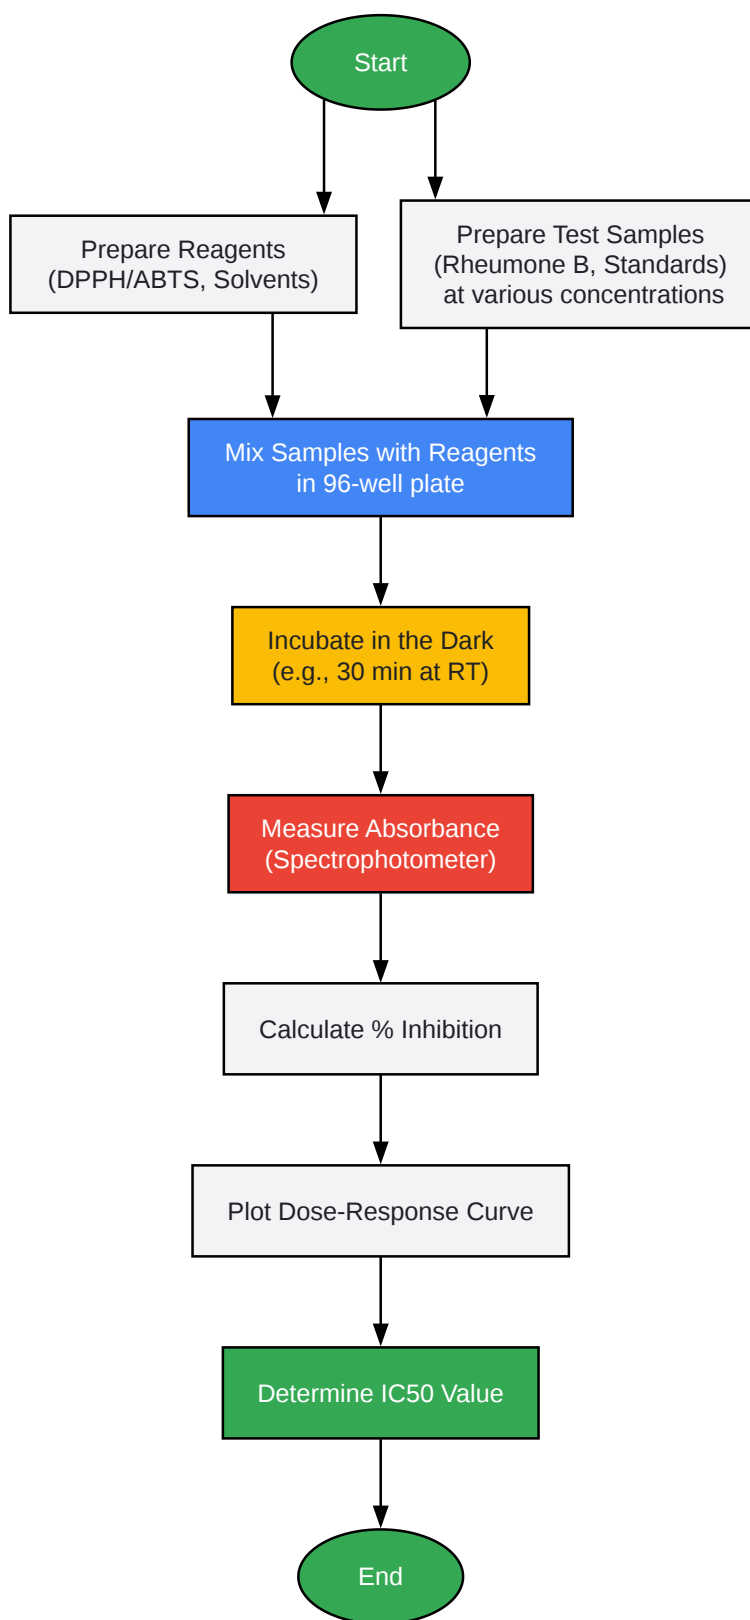 Start
Prepare Reagents
(DPPH/ABTS, Solvents)
Prepare Test Samples
(Rheumone B, Standards)
at various concentrations
Mix Samples with Reagents
in 96-well plate
Incubate in the Dark
(e.g., 30 min at RT)
Measure Absorbance
(Spectrophotometer)
Calculate % Inhibition
Plot Dose-Response Curve
Determine IC50 Value
End